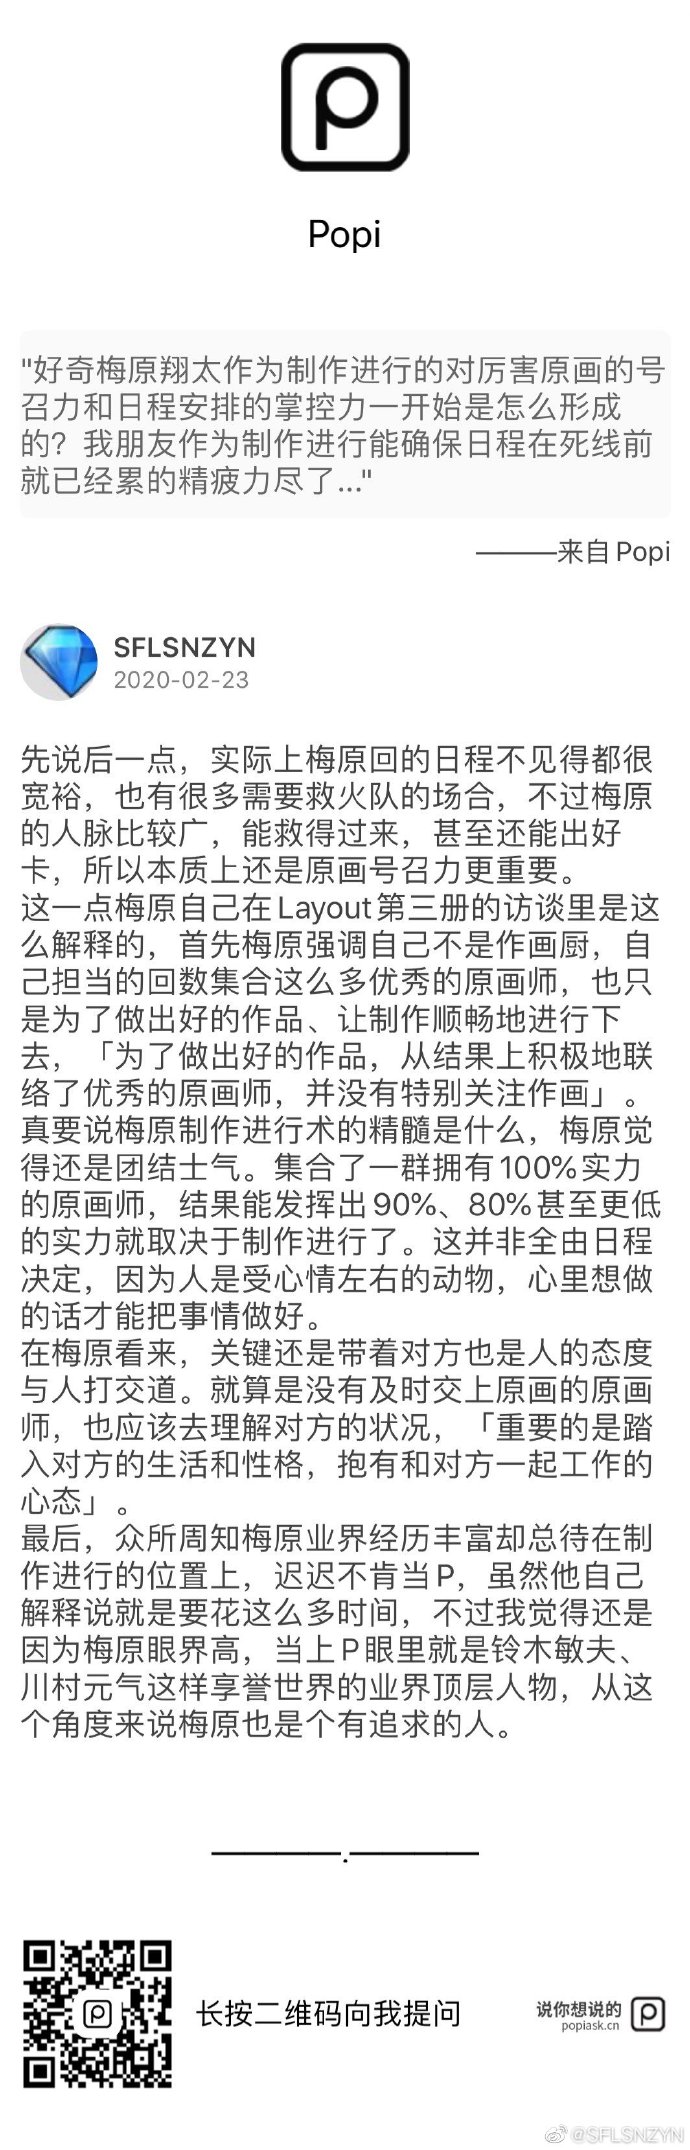 P
Popi
"好奇梅原翔太作为制作进行的对厉害原画的号
召力和日程安排的掌控力一开始是怎么形成
的？我朋友作为制作进行能确保日程在死线前
就已经累的精疲力尽了..."
———来自Popi
SFLSNZYN
2020-02-23
先说后一点，实际上梅原回的日程不见得都很
宽裕，也有很多需要救火队的场合，不过梅原
的人脉比较广，能救得过来，甚至还能出好
卡，所以本质上还是原画号召力更重要。
这一点梅原自己在Layout第三册的访谈里是这
么解释的，首先梅原强调自己不是作画厨，自
己担当的回数集合这么多优秀的原画师，也只
是为了做出好的作品、让制作顺畅地进行下
去，「为了做出好的作品，从结果上积极地联
络了优秀的原画师，并没有特别关注作画」。
真要说梅原制作进行术的精髓是什么，梅原觉
得还是团结士气。集合了一群拥有100%实力
的原画师，结果能发挥出90%、80%甚至更低
的实力就取决于制作进行了。这并非全由日程
决定，因为人是受心情左右的动物，心里想做
的话才能把事情做好。
在梅原看来，关键还是带着对方也是人的态度
与人打交道。就算是没有及时交上原画的原画
师，也应该去理解对方的状况，「重要的是踏
入对方的生活和性格，抱有和对方一起工作的
心态」。
最后，众所周知梅原业界经历丰富却总待在制
作进行的位置上，迟迟不肯当P，虽然他自己
解释说就是要花这么多时间，不过我觉得还是
因为梅原眼界高，当上P眼里就是铃木敏夫、
川村元气这样享誉世界的业界顶层人物，从这
个角度来说梅原也是个有追求的人。
长按二维码向我提问
说你想说的
popiask.cn
@SFLSNZYN